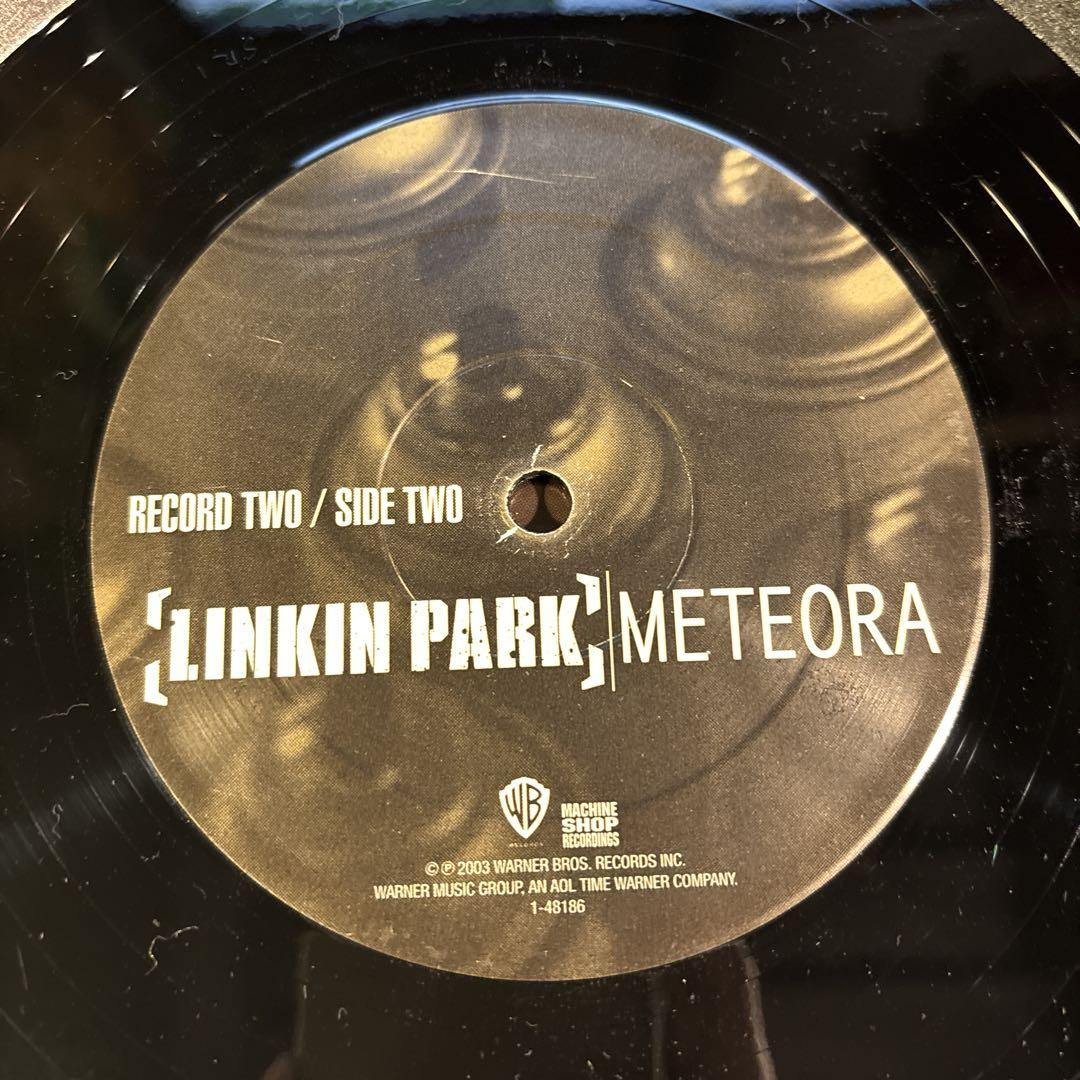 RECORD TWO / SIDE TWO
[LINKIN PARK] | METEORA
WB
RECORDS
MACHINE
SHOP
RECORDINGS
© ℗ 2003 WARNER BROS. RECORDS INC.
WARNER MUSIC GROUP, AN AOL TIME WARNER COMPANY.
1-48186